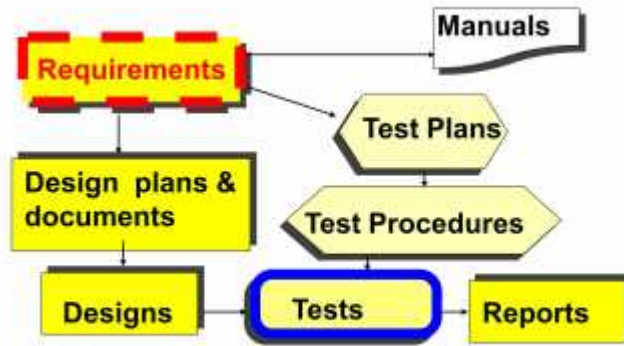 Manuals
Requirements
Test Plans
Design plans &
documents
Test Procedures
Designs
Tests
Reports